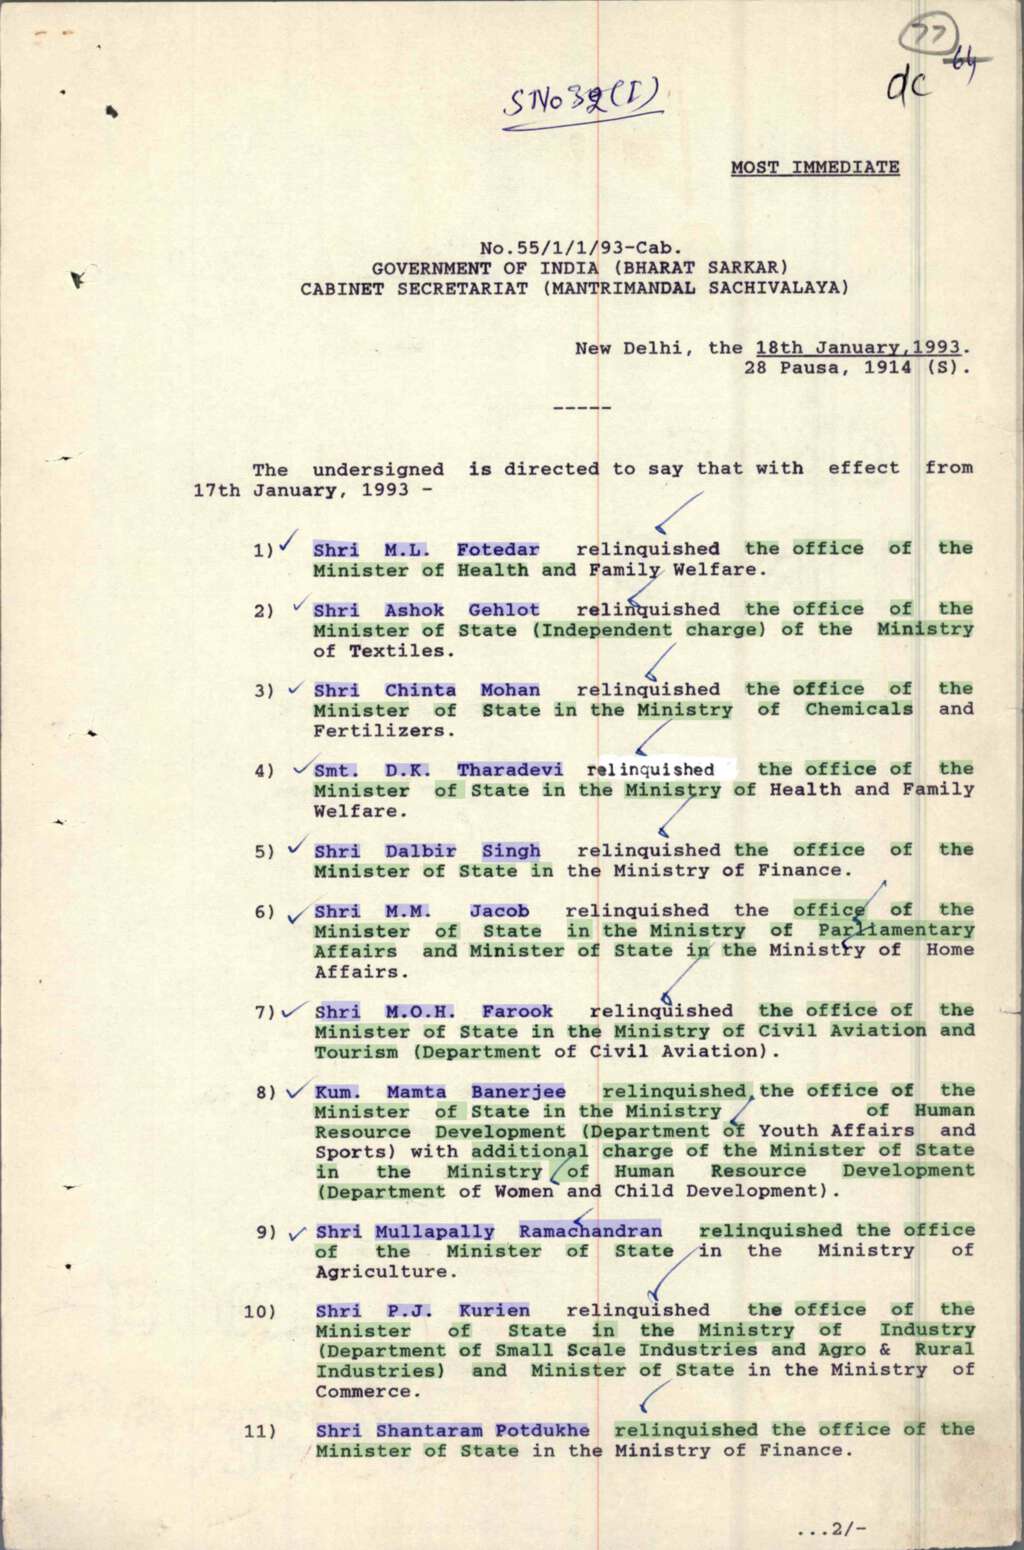 77
64
dc
S No 32(I)
MOST IMMEDIATE
No.55/1/1/93-Cab.
GOVERNMENT OF INDIA (BHARAT SARKAR)
CABINET SECRETARIAT (MANTRIMANDAL SACHIVALAYA)
New Delhi, the 18th January,1993.
28 Pausa, 1914 (S).
-----
The undersigned is directed to say that with effect from
17th January, 1993 -
1) Shri M.L. Fotedar relinquished the office of the
Minister of Health and Family Welfare.
2) Shri Ashok Gehlot relinquished the office of the
Minister of State (Independent charge) of the Ministry
of Textiles.
3) Shri Chinta Mohan relinquished the office of the
Minister of State in the Ministry of Chemicals and
Fertilizers.
4) Smt. D.K. Tharadevi relinquished the office of the
Minister of State in the Ministry of Health and Family
Welfare.
5) Shri Dalbir Singh relinquished the office of the
Minister of State in the Ministry of Finance.
6) Shri M.M. Jacob relinquished the office of the
Minister of State in the Ministry of Parliamentary
Affairs and Minister of State in the Ministry of Home
Affairs.
7) Shri M.O.H. Farook relinquished the office of the
Minister of State in the Ministry of Civil Aviation and
Tourism (Department of Civil Aviation).
8) Kum. Mamta Banerjee relinquished the office of the
Minister of State in the Ministry of Human
Resource Development (Department of Youth Affairs and
Sports) with additional charge of the Minister of State
in the Ministry of Human Resource Development
(Department of Women and Child Development).
9) Shri Mullapally Ramachandran relinquished the office
of the Minister of State in the Ministry of
Agriculture.
10) Shri P.J. Kurien relinquished the office of the
Minister of State in the Ministry of Industry
(Department of Small Scale Industries and Agro & Rural
Industries) and Minister of State in the Ministry of
Commerce.
11) Shri Shantaram Potdukhe relinquished the office of the
Minister of State in the Ministry of Finance.
...2/-